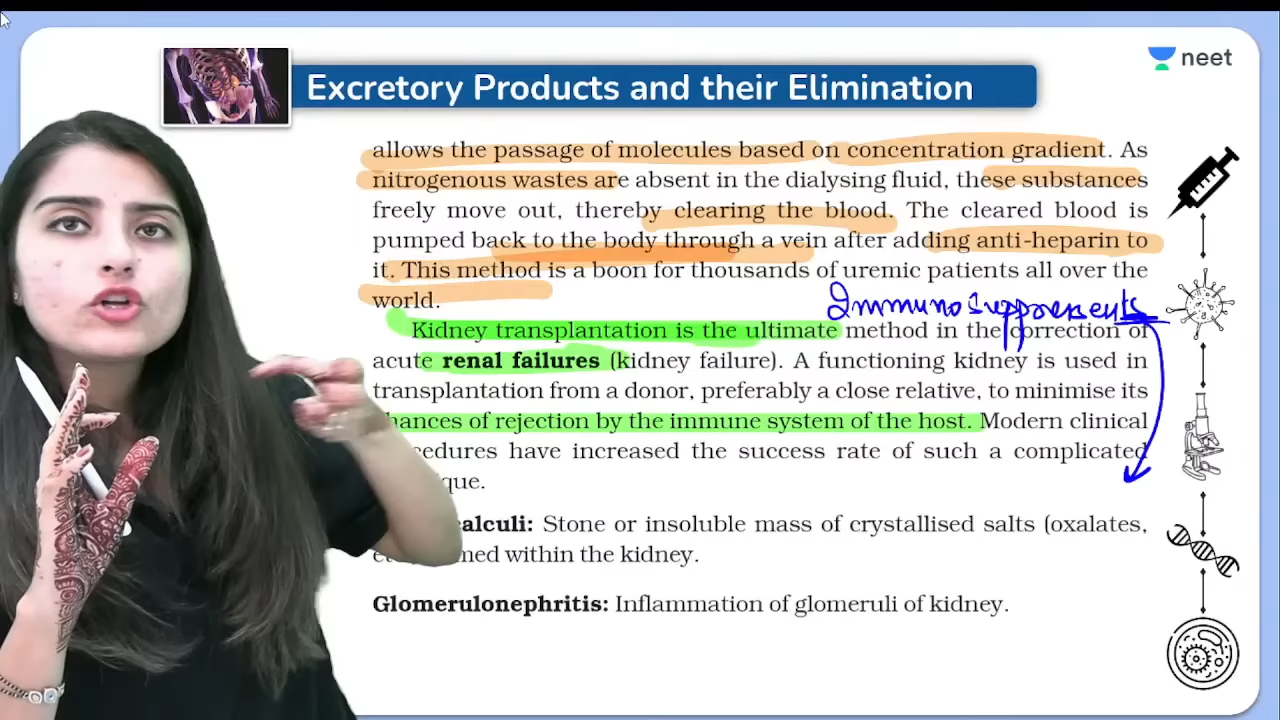 neet
Excretory Products and their Elimination
allows the passage of molecules based on concentration gradient. As
nitrogenous wastes are absent in the dialysing fluid, these substances
freely move out, thereby clearing the blood. The cleared blood is
pumped back to the body through a vein after adding anti-heparin to
it. This method is a boon for thousands of uremic patients all over the
world.
Immunosuppressents
Kidney transplantation is the ultimate method in the correction of
acute renal failures (kidney failure). A functioning kidney is used in
transplantation from a donor, preferably a close relative, to minimise its
hances of rejection by the immune system of the host. Modern clinical
cedures have increased the success rate of such a complicated
que.
alculi: Stone or insoluble mass of crystallised salts (oxalates,
med within the kidney.
Glomerulonephritis: Inflammation of glomeruli of kidney.